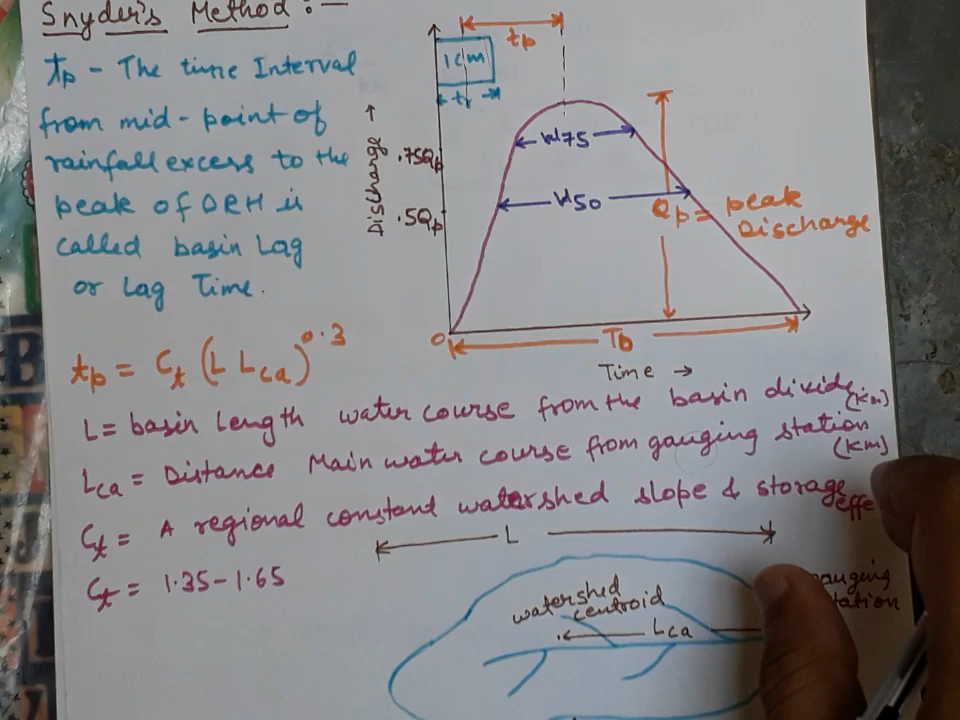 Snyder's Method :-
tp - The time Interval
from mid-point of
rainfall excess to the
peak of DRH is
called basin Lag
or Lag Time.
tp
1cm
tr
Discharge →
.75Qp
.5Qp
W75
W50
Qp = peak
Discharge
0
Tb
Time →
tp = Ct (L Lca)^0.3
L = basin length water course from the basin divide (km)
Lca = Distance Main water course from gauging station
(km)
Ct = A regional constant watershed slope & storage
effe
Ct = 1.35-1.65
L
watershed
centroid
Lca
gauging
station